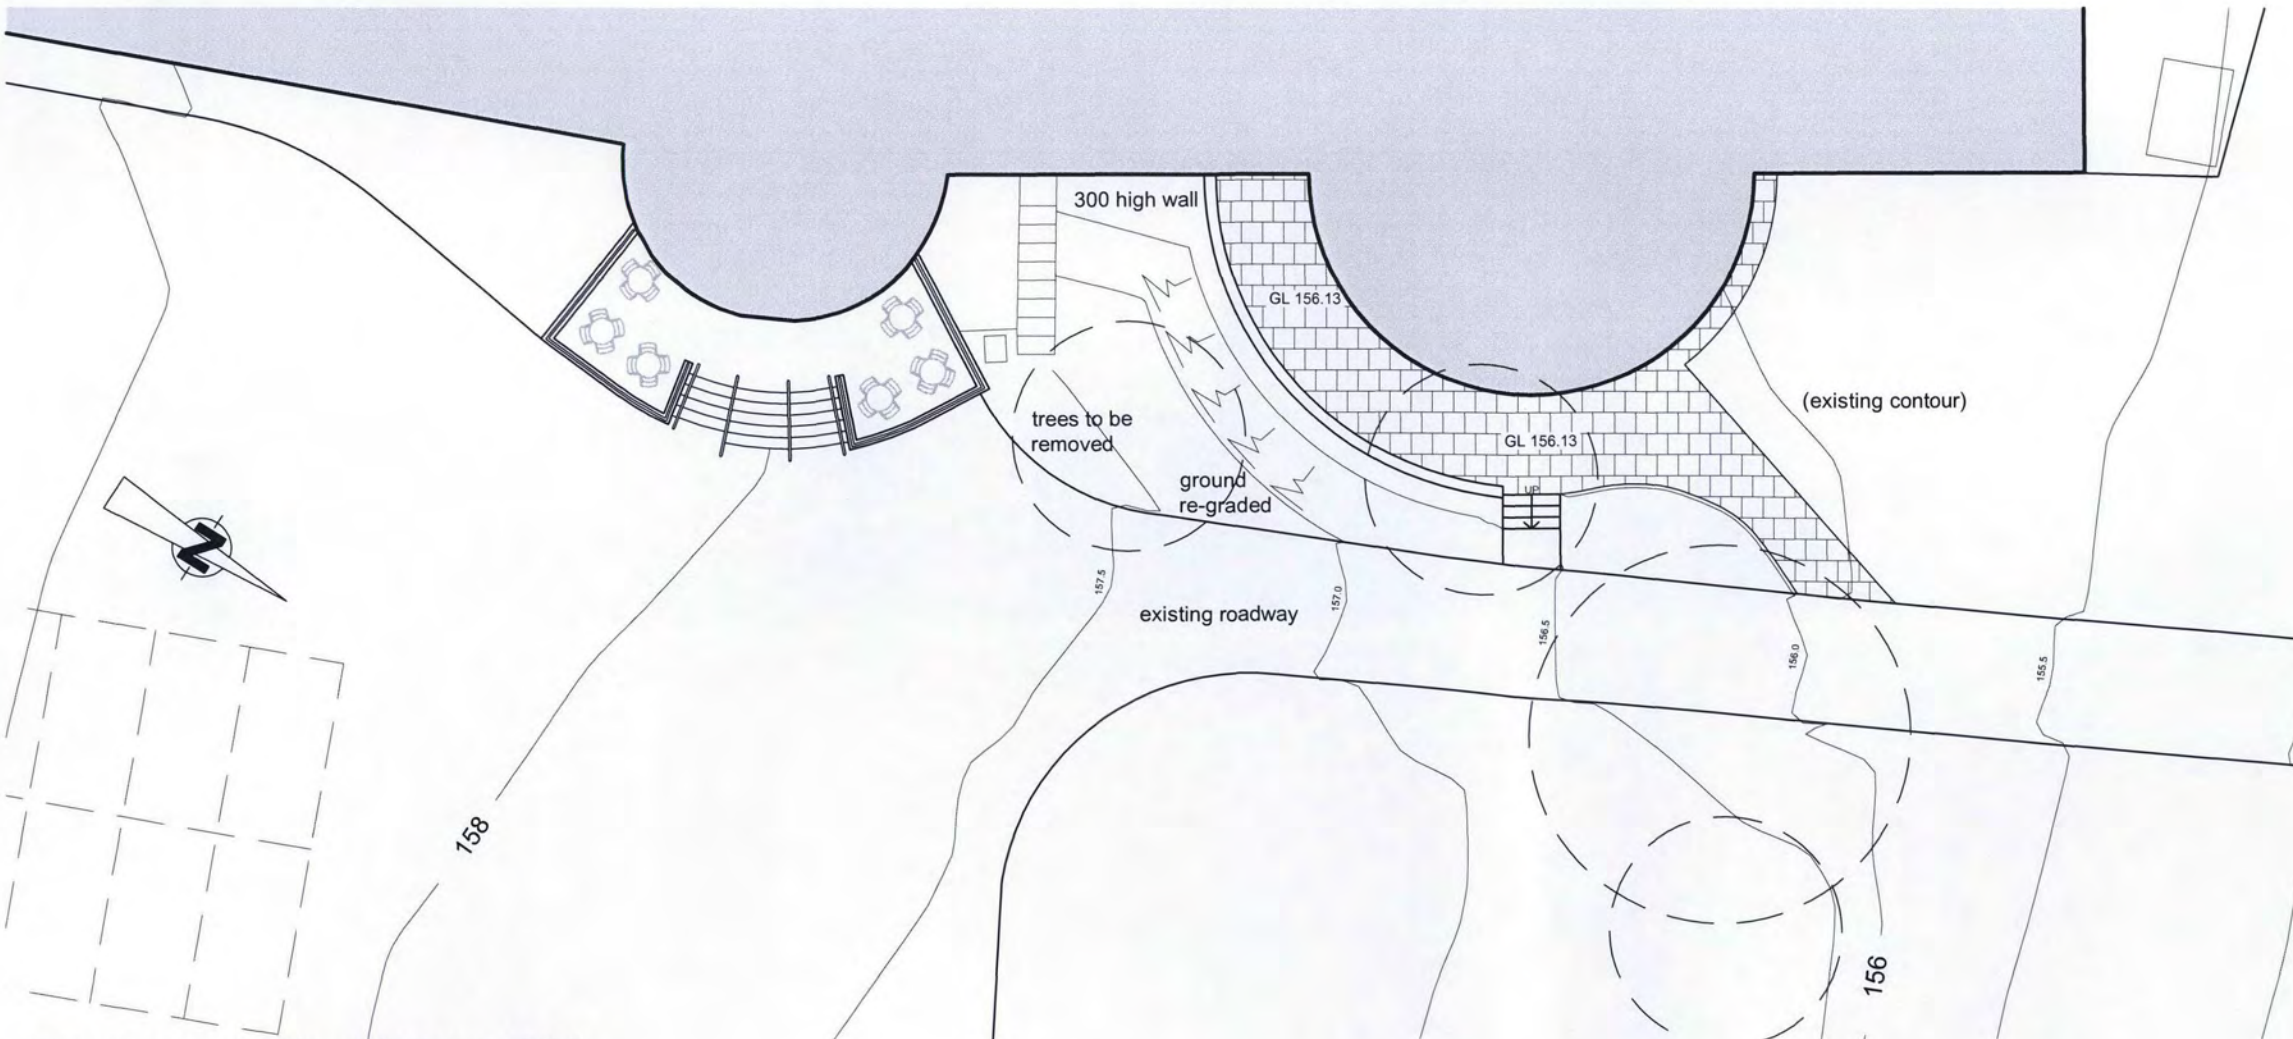 300 high wall
GL 156.13
(existing contour)
trees to be
removed
GL 156.13
ground
re-graded
UP
N
157.5
157.0
156.5
156.0
155.5
existing roadway
158
156